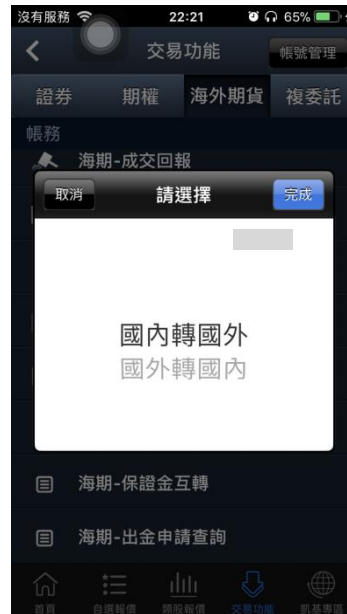 沒有服務 22:21 65%
交易功能 帳號管理
證券 期權 海外期貨 複委託
帳務
海期-成交回報
取消 請選擇 完成
國內轉國外
國外轉國內
海期-保證金互轉
海期-出金申請查詢
首頁 自選報價 類股報價 交易功能 凱基專區